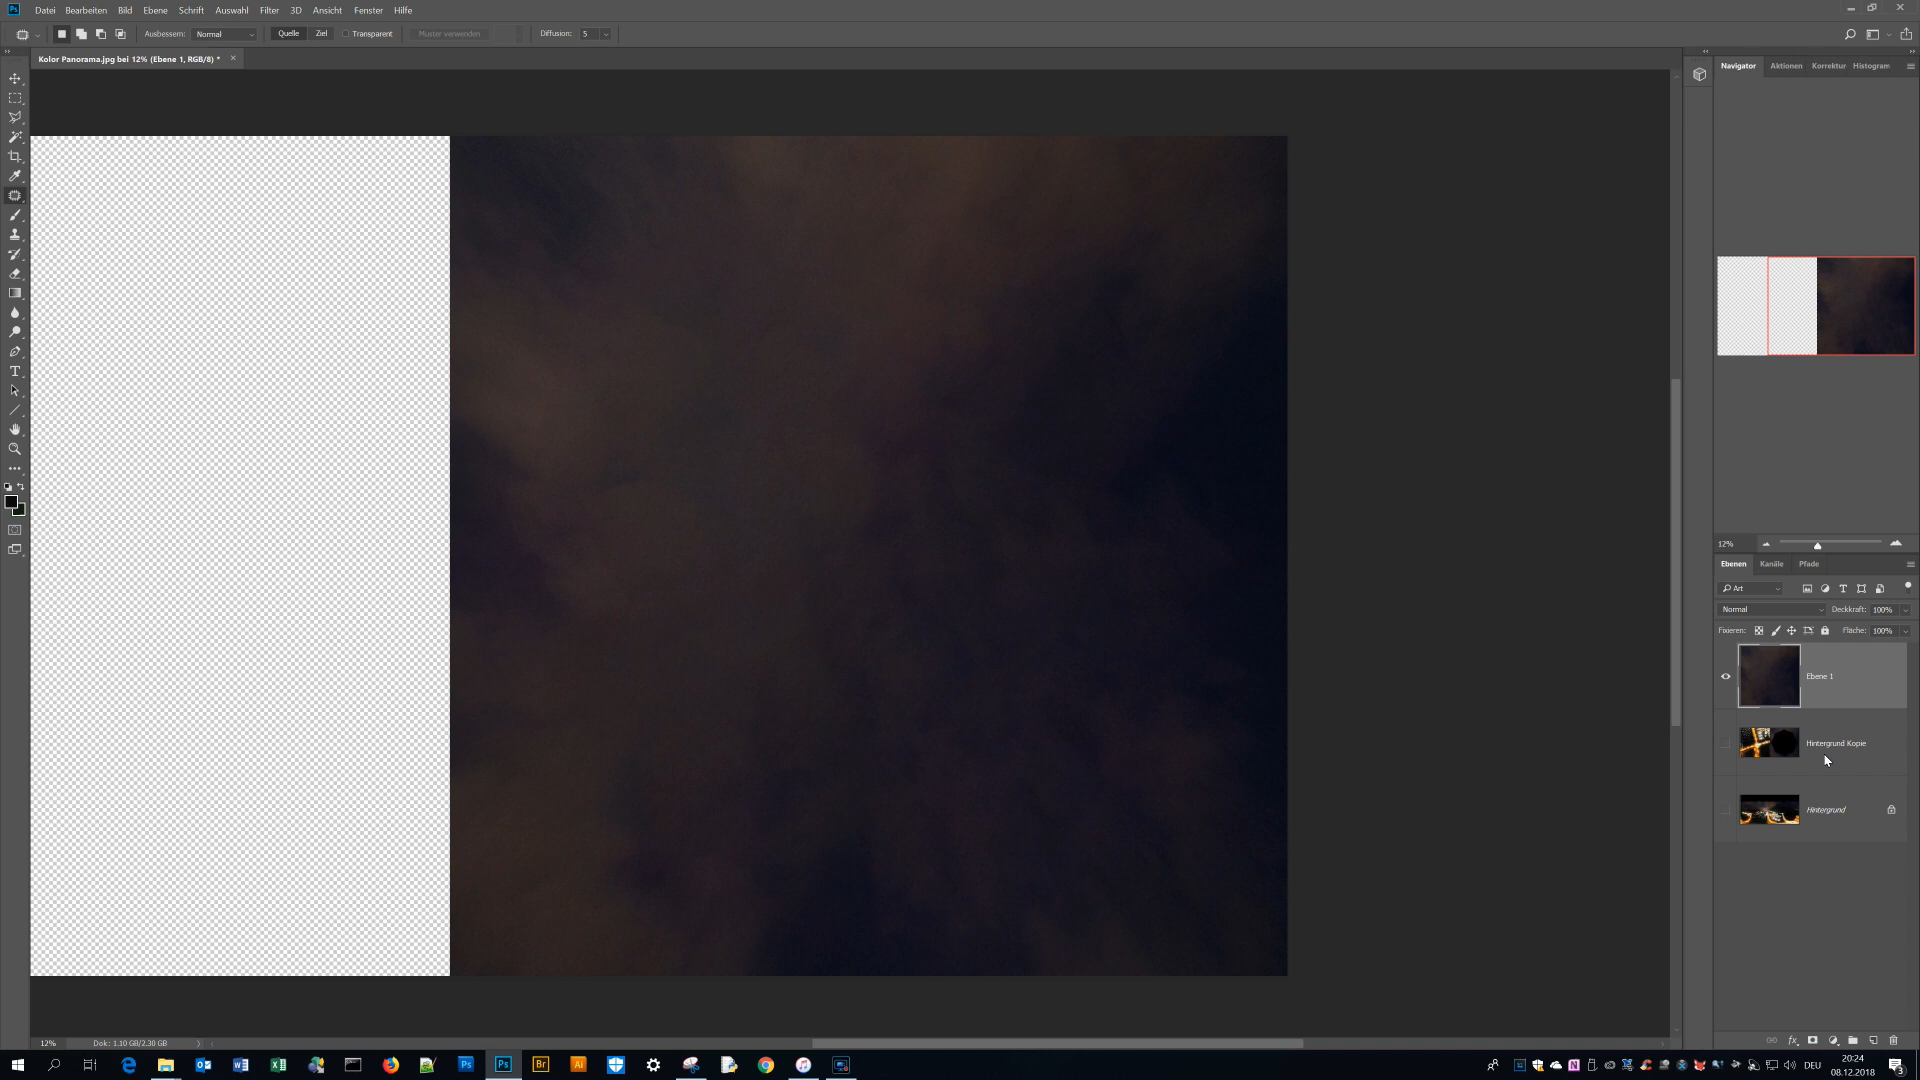 Datei Bearbeiten Bild Ebene Schrift Auswahl Filter 3D Ansicht Fenster Hilfe
Ausbessern: Normal Quelle Ziel Transparent Muster verwenden Diffusion: 5
Kolor Panorama.jpg bei 12% (Ebene 1, RGB/8) *
Navigator Aktionen Korrektur Histogram
12%
Ebenen Kanäle Pfade
Art
Normal Deckkraft: 100%
Fixieren: Fläche: 100%
Ebene 1
Hintergrund Kopie
Hintergrund
12% Dok: 1.10 GB/2.30 GB
DEU 20:24
08.12.2018